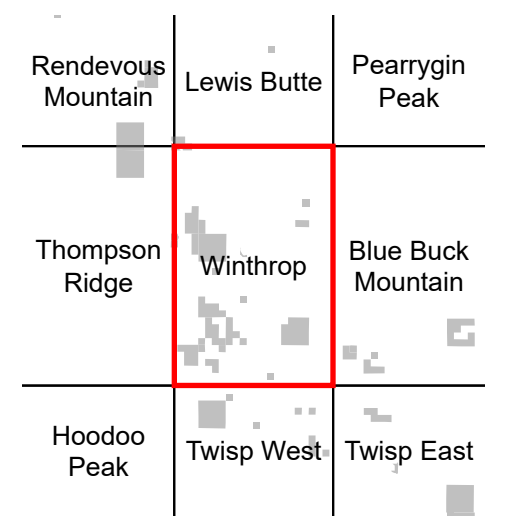 Rendevous
Mountain
Lewis Butte
Pearrygin
Peak
Thompson
Ridge
Winthrop
Blue Buck
Mountain
Hoodoo
Peak
Twisp West
Twisp East